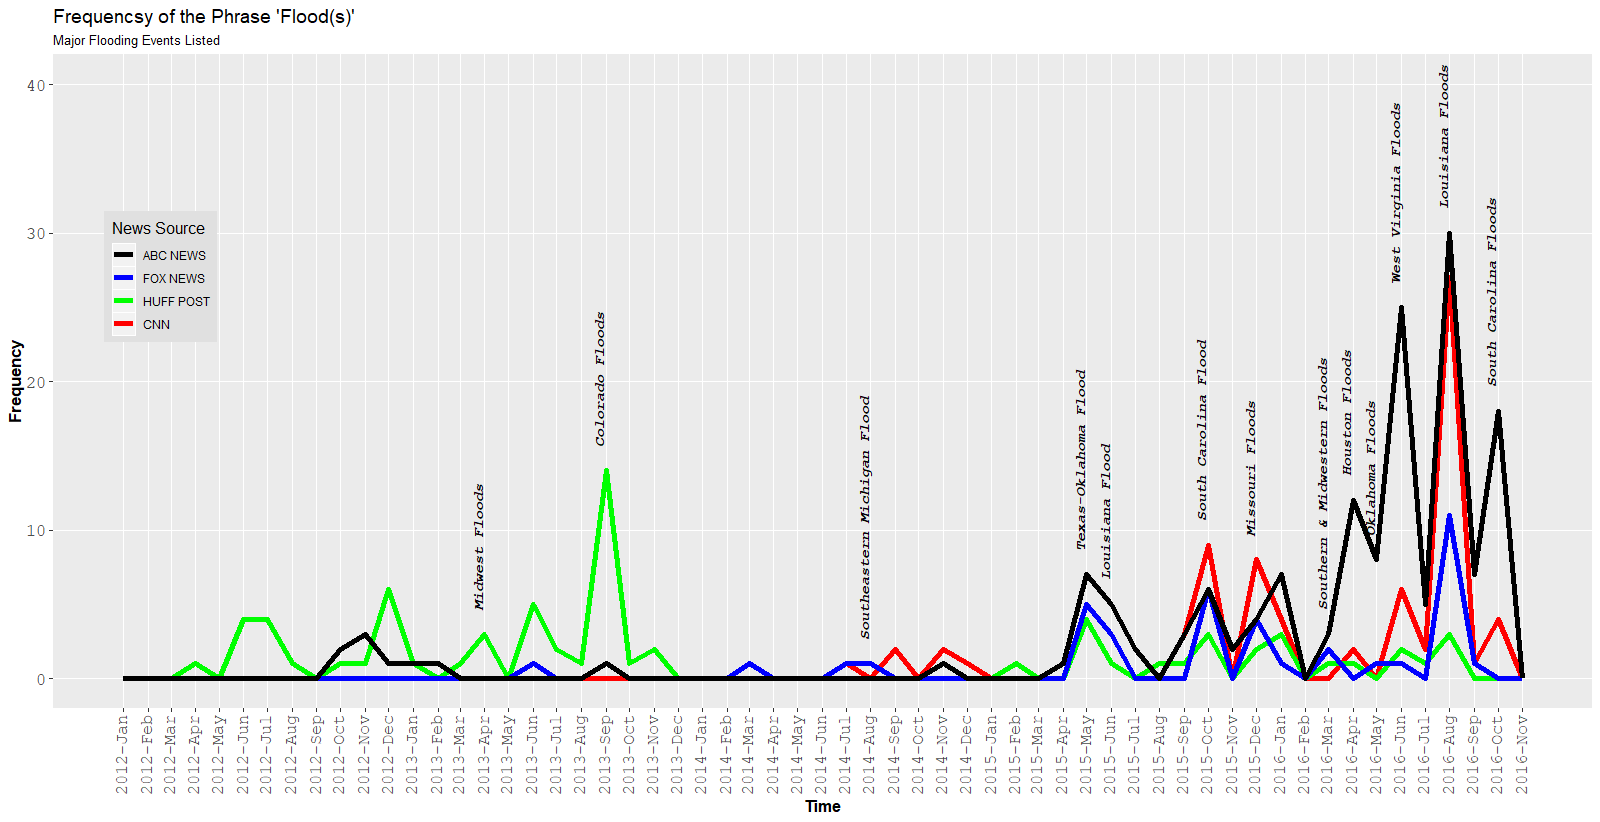 Frequencsy of the Phrase 'Flood(s)'
Major Flooding Events Listed
Frequency
40
30
20
10
0
News Source
ABC NEWS
FOX NEWS
HUFF POST
CNN
Midwest Floods
Colorado Floods
Southeastern Michigan Flood
Texas-Oklahoma Flood
Louisiana Flood
South Carolina Flood
Missouri Floods
Southern & Midwestern Floods
Houston Floods
Oklahoma Floods
West Virginia Floods
Louisiana Floods
South Carolina Floods
2012-Jan
2012-Feb
2012-Mar
2012-Apr
2012-May
2012-Jun
2012-Jul
2012-Aug
2012-Sep
2012-Oct
2012-Nov
2012-Dec
2013-Jan
2013-Feb
2013-Mar
2013-Apr
2013-May
2013-Jun
2013-Jul
2013-Aug
2013-Sep
2013-Oct
2013-Nov
2013-Dec
2014-Jan
2014-Feb
2014-Mar
2014-Apr
2014-May
2014-Jun
2014-Jul
2014-Aug
2014-Sep
2014-Oct
2014-Nov
2014-Dec
2015-Jan
2015-Feb
2015-Mar
2015-Apr
2015-May
2015-Jun
2015-Jul
2015-Aug
2015-Sep
2015-Oct
2015-Nov
2015-Dec
2016-Jan
2016-Feb
2016-Mar
2016-Apr
2016-May
2016-Jun
2016-Jul
2016-Aug
2016-Sep
2016-Oct
2016-Nov
Time